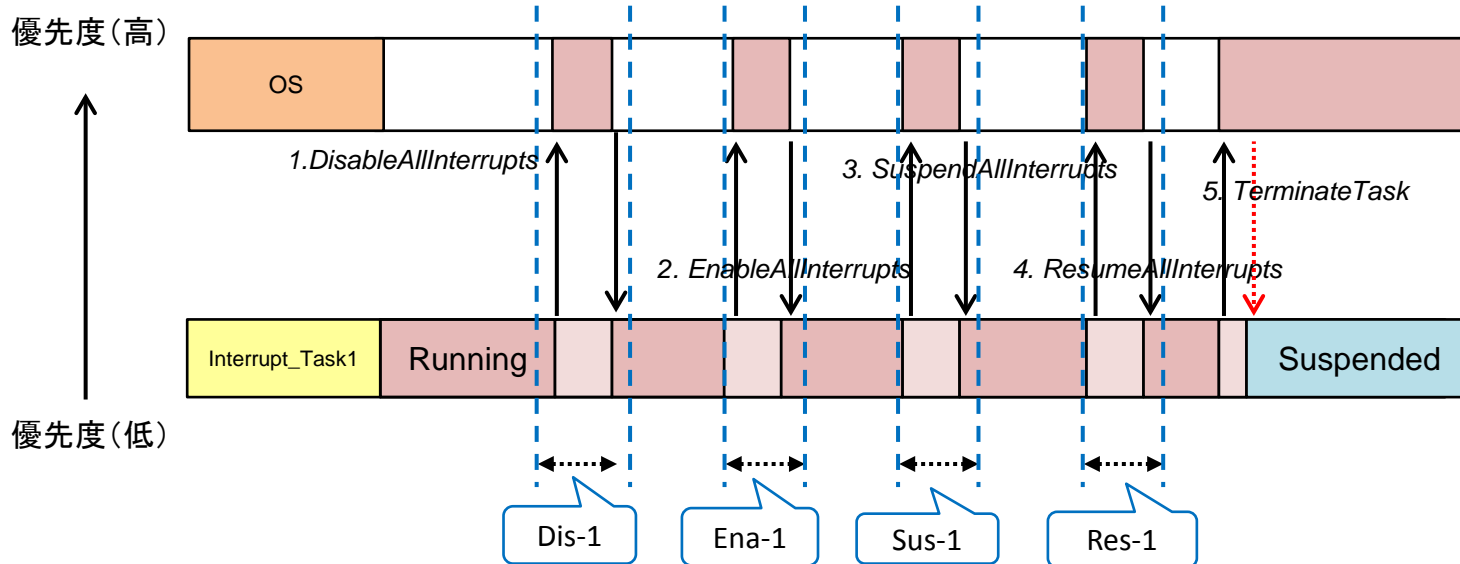 優先度(高)
OS
1.DisableAllInterrupts
3. SuspendAllInterrupts
5. TerminateTask
2. EnableAllInterrupts
4. ResumeAllInterrupts
Interrupt_Task1
Running
Suspended
優先度(低)
Dis-1
Ena-1
Sus-1
Res-1